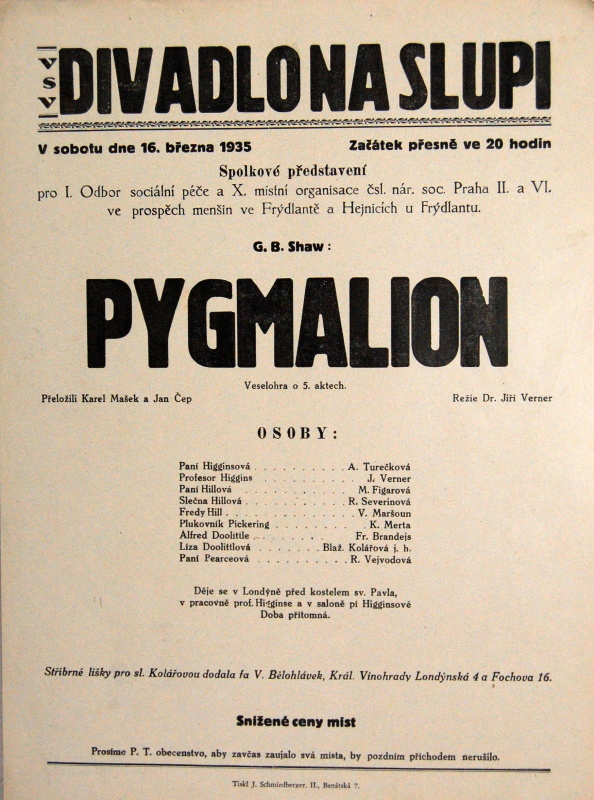 VSV
DIVADLO NA SLUPI
V sobotu dne 16. března 1935 Začátek přesně ve 20 hodin
Spolkové představení
pro I. Odbor sociální péče a X. místní organisace čsl. nár. soc. Praha II. a VI.
ve prospěch menšin ve Frýdlantě a Hejnicích u Frýdlantu.
G. B. Shaw:
PYGMALION
Veselohra o 5. aktech.
Přeložili Karel Mašek a Jan Čep Režie Dr. Jiří Verner
OSOBY:
Paní Higginsová . . . . . . . . . . A. Turečková
Profesor Higgins . . . . . . . . . . J. Verner
Paní Hillová . . . . . . . . . . . M. Figarová
Slečna Hillová . . . . . . . . . . R. Severinová
Fredy Hill . . . . . . . . . . . . V. Maršoun
Plukovník Pickering . . . . . . . . K. Merta
Alfred Doolittle . . . . . . . . Fr. Brandejs
Líza Doolittlová . . . . . . . Blaž. Kolářová j. h.
Paní Pearceová . . . . . . . . . . R. Vejvodová
Děje se v Londýně před kostelem sv. Pavla,
v pracovně prof. Higginse a v saloně pí Higginsové
Doba přítomná.
Stříbrné lišky pro sl. Kolářovou dodala fa V. Bělohlávek, Král. Vinohrady Londýnská 4 a Fochova 16.
Snížené ceny míst
Prosíme P. T. obecenstvo, aby zavčas zaujalo svá místa, by pozdním příchodem nerušilo.
Tiskl J. Schmiedberger, II., Benátská 7.